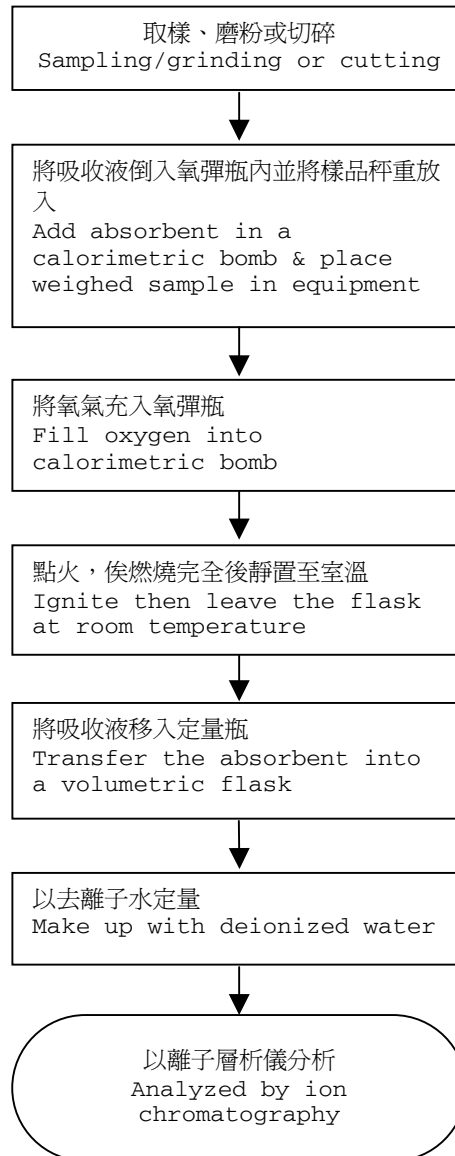 取樣、磨粉或切碎
Sampling/grinding or cutting
將吸收液倒入氧彈瓶內並將樣品秤重放
入
Add absorbent in a
calorimetric bomb & place
weighed sample in equipment
將氧氣充入氧彈瓶
Fill oxygen into
calorimetric bomb
點火，俟燃燒完全後靜置至室溫
Ignite then leave the flask
at room temperature
將吸收液移入定量瓶
Transfer the absorbent into
a volumetric flask
以去離子水定量
Make up with deionized water
以離子層析儀分析
Analyzed by ion
chromatography